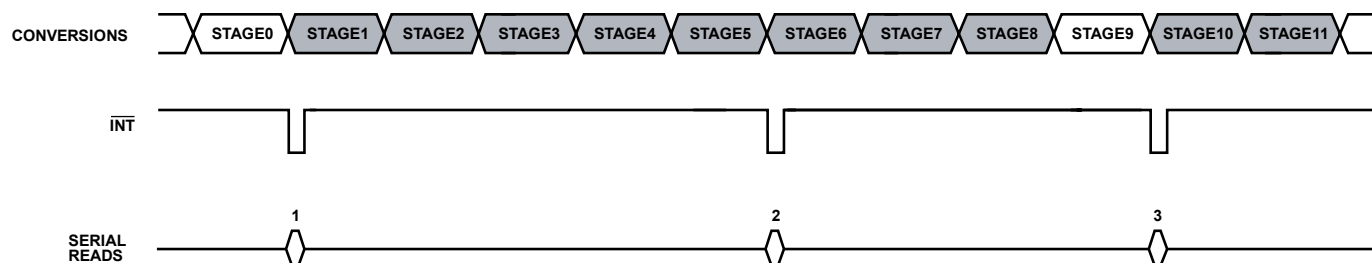 CONVERSIONS STAGE0 STAGE1 STAGE2 STAGE3 STAGE4 STAGE5 STAGE6 STAGE7 STAGE8 STAGE9 STAGE10 STAGE11
INT
1 2 3
SERIAL
READS